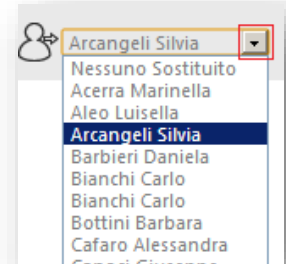 Arcangeli Silvia
Nessuno Sostituito
Acerra Marinella
Aleo Luisella
Arcangeli Silvia
Barbieri Daniela
Bianchi Carlo
Bianchi Carlo
Bottini Barbara
Cafaro Alessandra